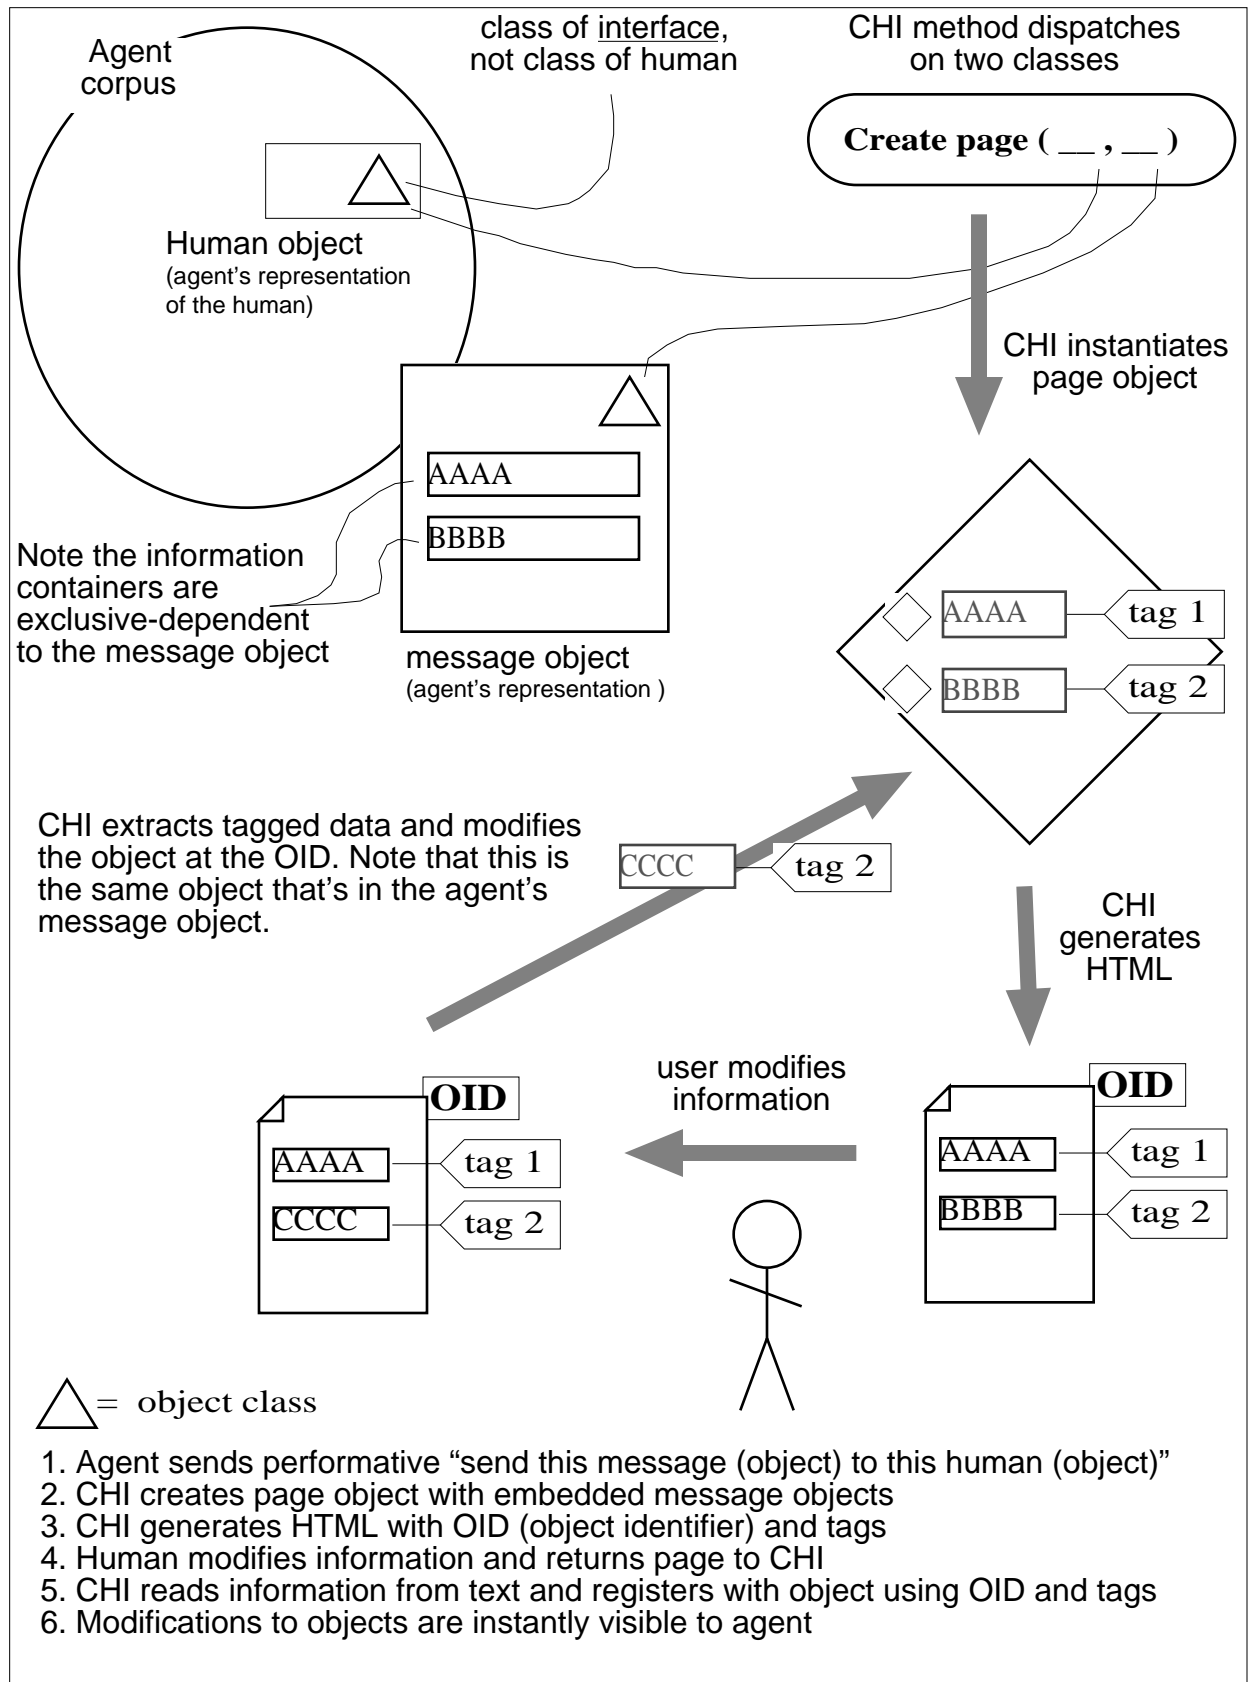 Agent
corpus
class of interface,
not class of human
CHI method dispatches
on two classes
Create page ( __ , __ )
Human object
(agent's representation
of the human)
CHI instantiates
page object
AAAA
BBBB
Note the information
containers are
exclusive-dependent
to the message object
message object
(agent's representation )
AAAA
tag 1
BBBB
tag 2
CHI extracts tagged data and modifies
the object at the OID. Note that this is
the same object that's in the agent's
message object.
CCCC
tag 2
CHI
generates
HTML
user modifies
information
OID
AAAA
tag 1
CCCC
tag 2
OID
AAAA
tag 1
BBBB
tag 2
= object class
1. Agent sends performative “send this message (object) to this human (object)”
2. CHI creates page object with embedded message objects
3. CHI generates HTML with OID (object identifier) and tags
4. Human modifies information and returns page to CHI
5. CHI reads information from text and registers with object using OID and tags
6. Modifications to objects are instantly visible to agent